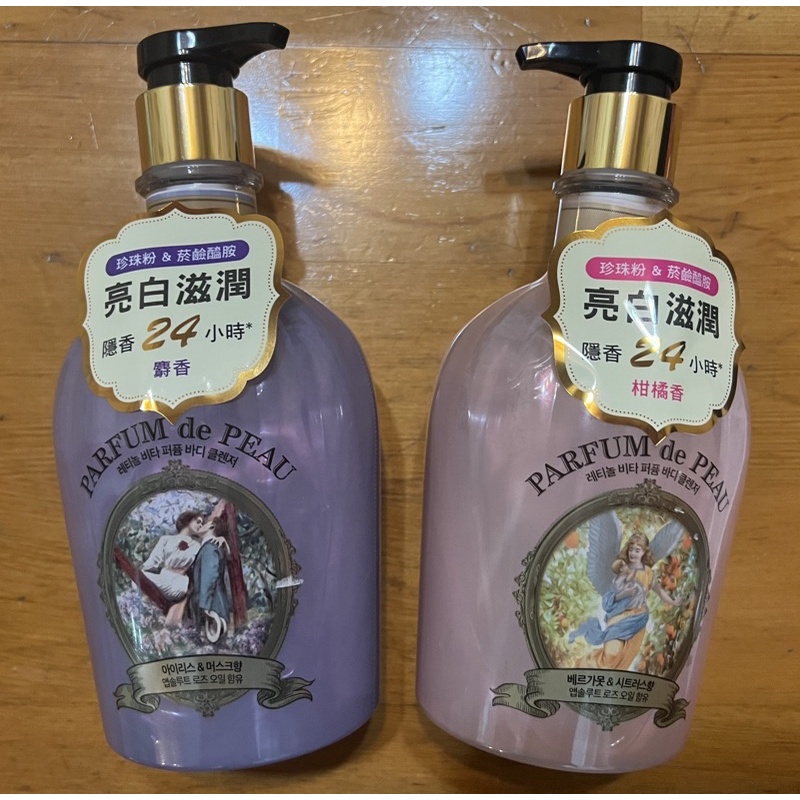 珍珠粉 & 菸鹼醯胺
亮白滋潤
隱香 24 小時*
麝香
PARFUM de PEAU
레티놀 비타 퍼퓸 바디 클렌저
아이리스 & 머스크향
앱솔루트 로즈 오일 함유
珍珠粉 & 菸鹼醯胺
亮白滋潤
隱香 24 小時*
柑橘香
PARFUM de PEAU
레티놀 비타 퍼퓸 바디 클렌저
베르가못 & 시트러스향
앱솔루트 로즈 오일 함유